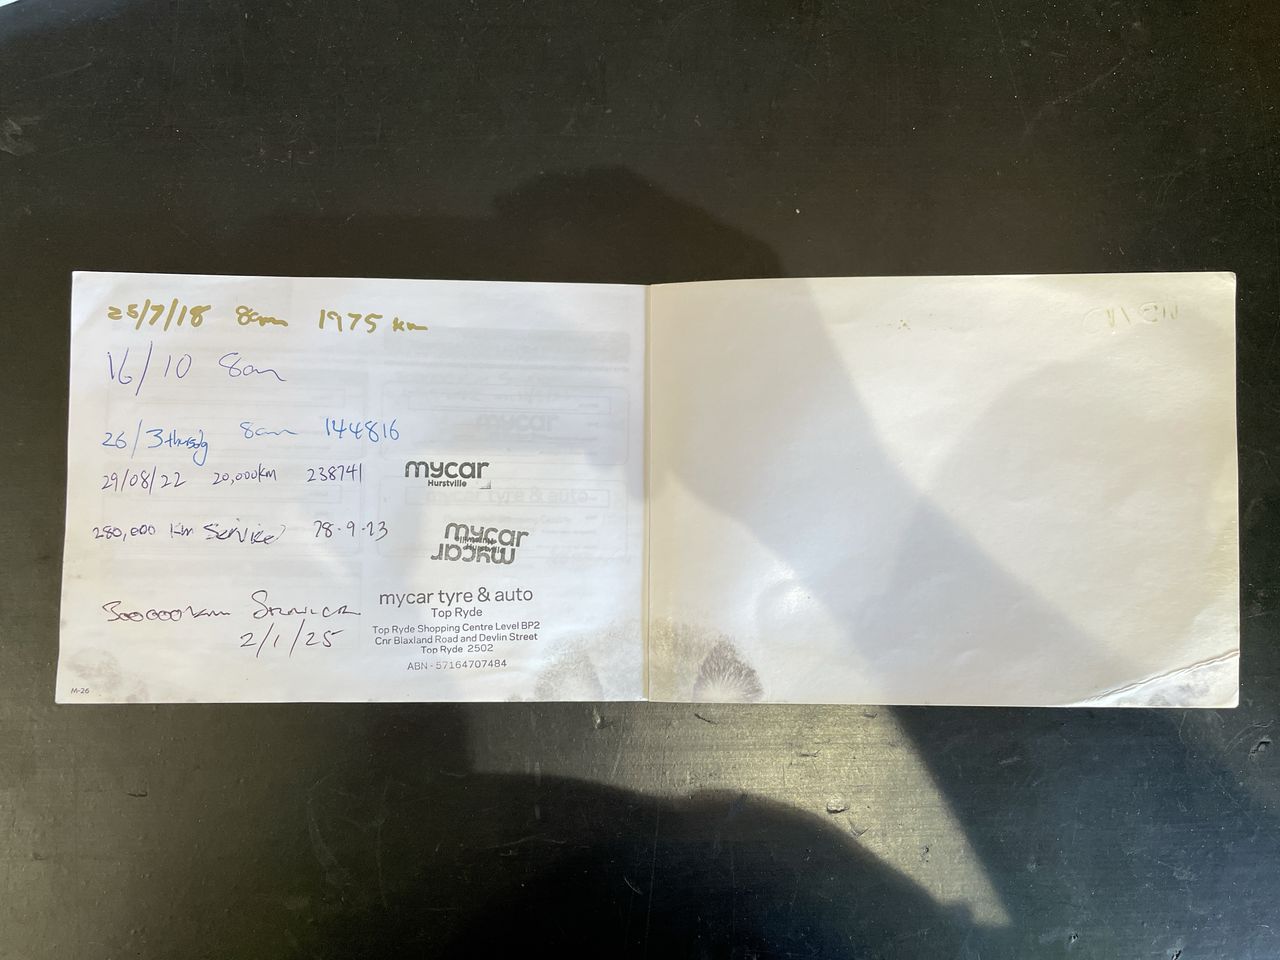 25/7/18 8am 1975 km
16/10 8am
26/3 thursday 8am 144816
29/08/22 20,000km 238741
mycar
Hurstville
280,000 km Service 28.9.23
mycar
mycar
300000km Service
2/1/25
mycar tyre & auto
Top Ryde
Top Ryde Shopping Centre Level BP2
Cnr Blaxland Road and Devlin Street
Top Ryde 2502
ABN - 57164707484
M-26